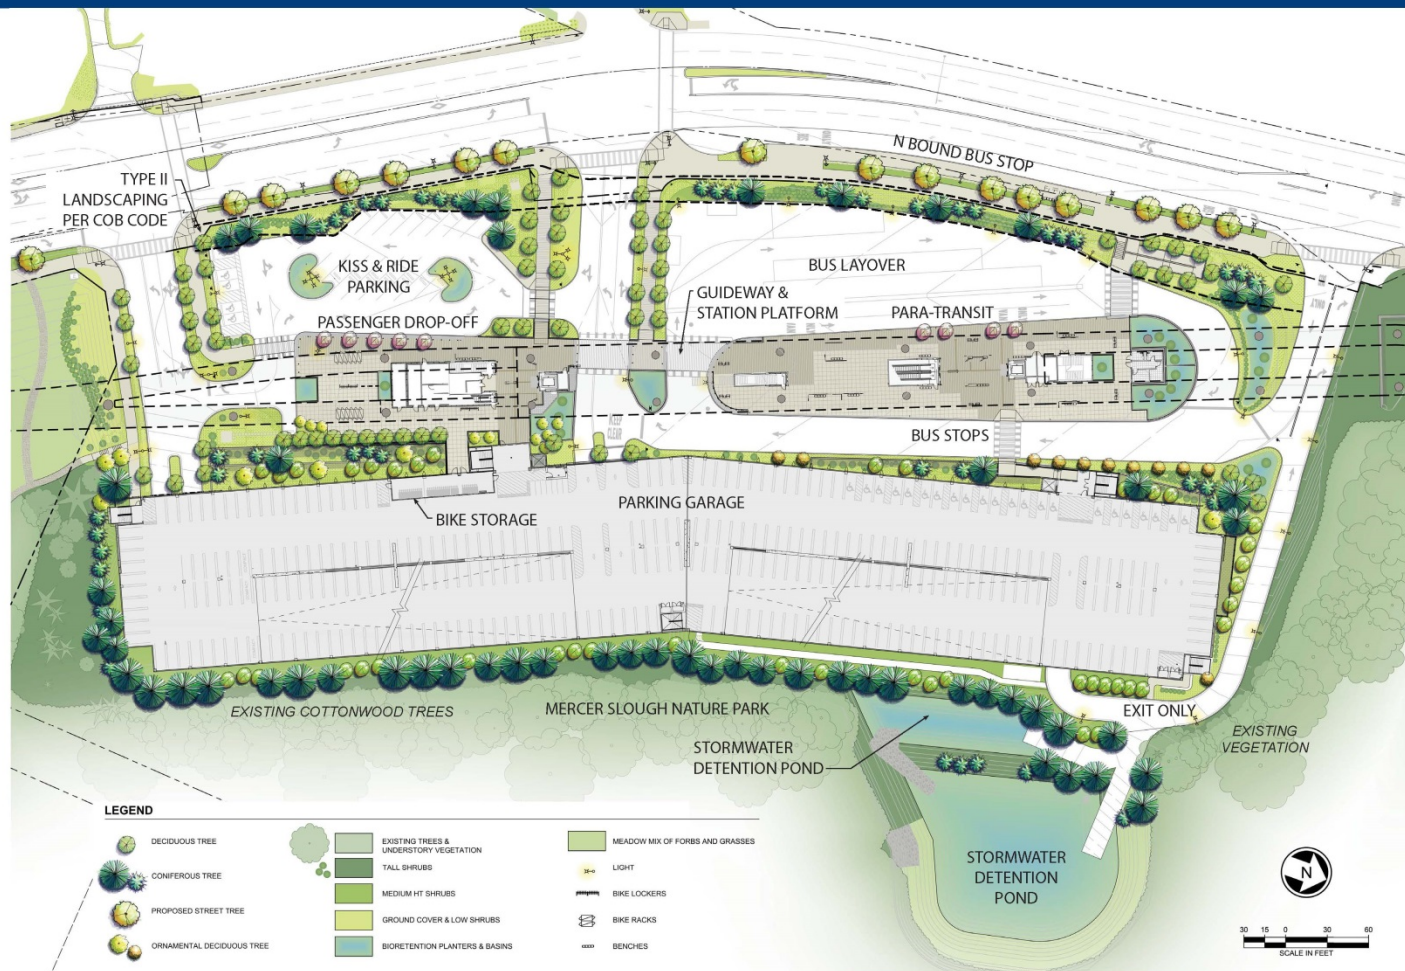 N BOUND BUS STOP
TYPE II
LANDSCAPING
PER COB CODE
KISS & RIDE
PARKING
BUS LAYOVER
GUIDEWAY &
STATION PLATFORM
PASSENGER DROP-OFF
PARA-TRANSIT
KEEP
CLEAR
BUS STOPS
PARKING GARAGE
BIKE STORAGE
EXISTING COTTONWOOD TREES
MERCER SLOUGH NATURE PARK
EXIT ONLY
EXISTING
VEGETATION
STORMWATER
DETENTION POND
STORMWATER
DETENTION
POND
LEGEND
DECIDUOUS TREE
CONIFEROUS TREE
PROPOSED STREET TREE
ORNAMENTAL DECIDUOUS TREE
EXISTING TREES &
UNDERSTORY VEGETATION
TALL SHRUBS
MEDIUM HT SHRUBS
GROUND COVER & LOW SHRUBS
BIORETENTION PLANTERS & BASINS
MEADOW MIX OF FORBS AND GRASSES
LIGHT
BIKE LOCKERS
BIKE RACKS
BENCHES
N
30 15 0 30 60
SCALE IN FEET